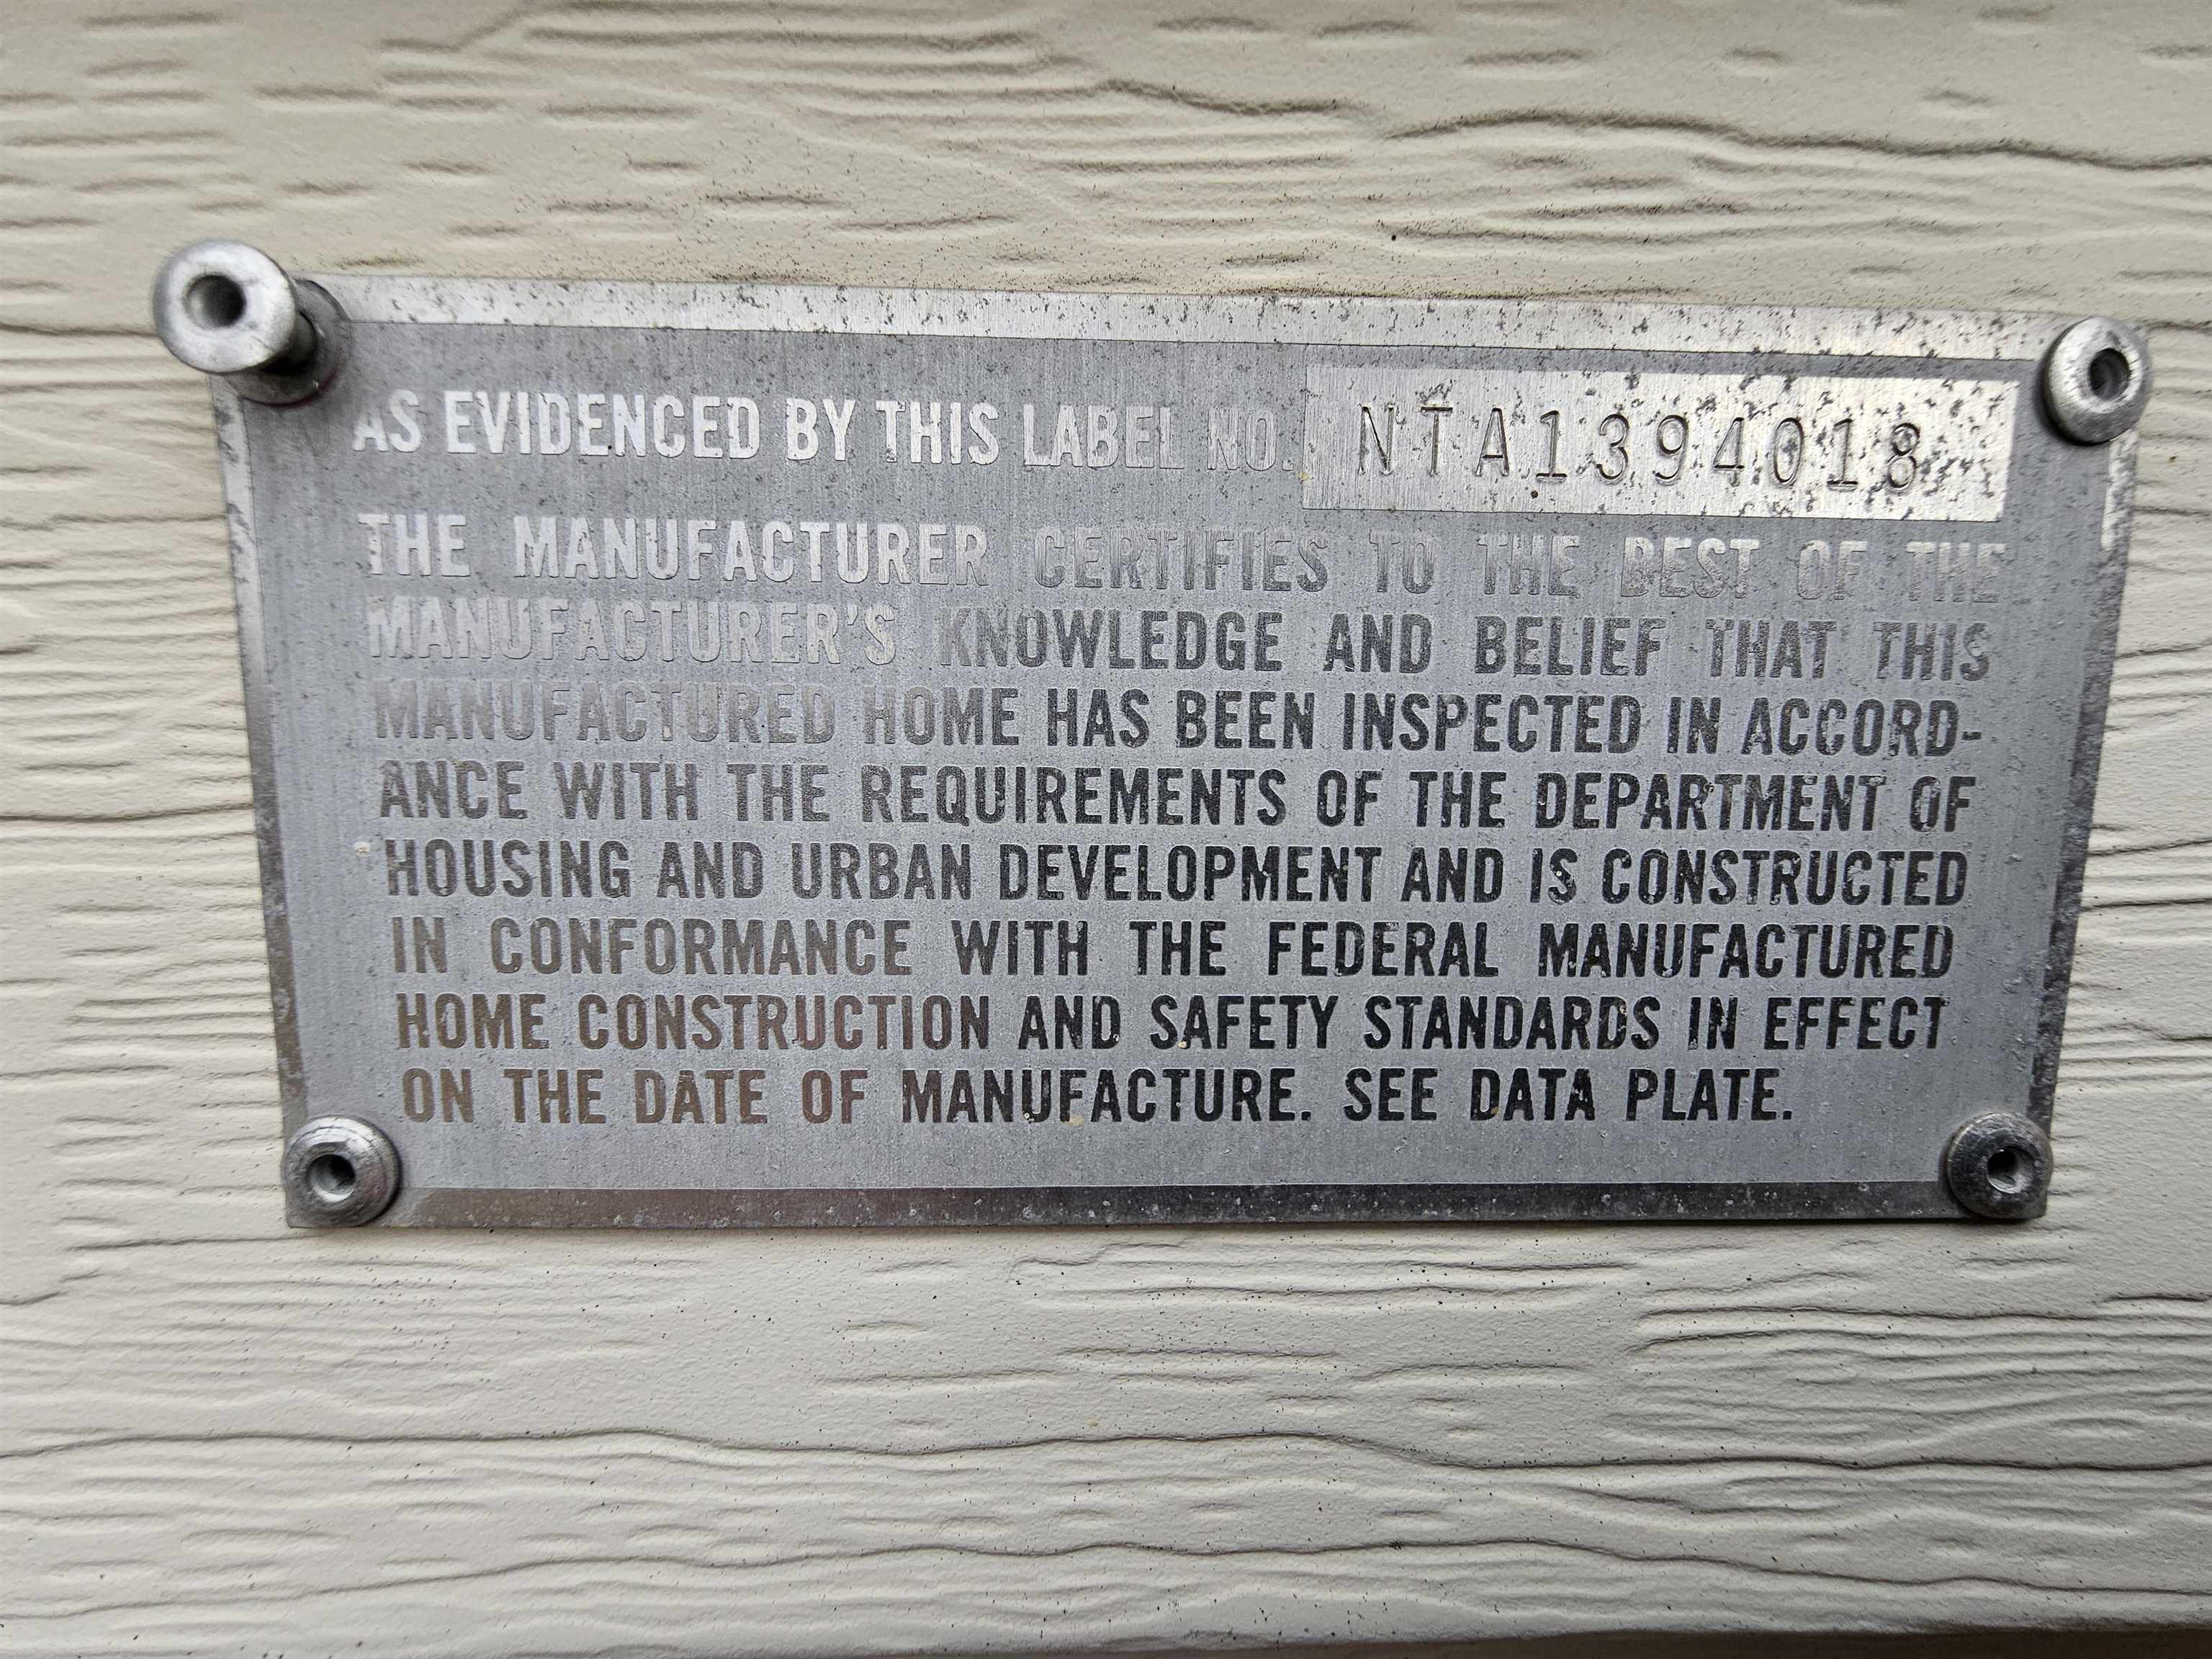 AS EVIDENCED BY THIS LABEL NO. NTA1394018
THE MANUFACTURER CERTIFIES TO THE BEST OF THE
MANUFACTURER'S KNOWLEDGE AND BELIEF THAT THIS
MANUFACTURED HOME HAS BEEN INSPECTED IN ACCORD-
ANCE WITH THE REQUIREMENTS OF THE DEPARTMENT OF
HOUSING AND URBAN DEVELOPMENT AND IS CONSTRUCTED
IN CONFORMANCE WITH THE FEDERAL MANUFACTURED
HOME CONSTRUCTION AND SAFETY STANDARDS IN EFFECT
ON THE DATE OF MANUFACTURE. SEE DATA PLATE.